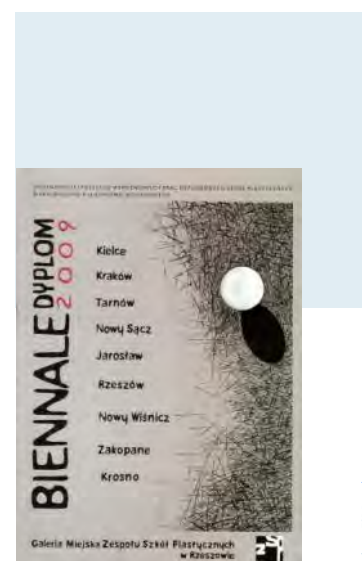 BIENNALE DYPLOM
2009
Kielce
Kraków
Tarnów
Nowy Sącz
Jarosław
Rzeszów
Nowy Wiśnicz
Zakopane
Krosno
Galeria Miejska Zespołu Szkół Plastycznych
w Rzeszowie